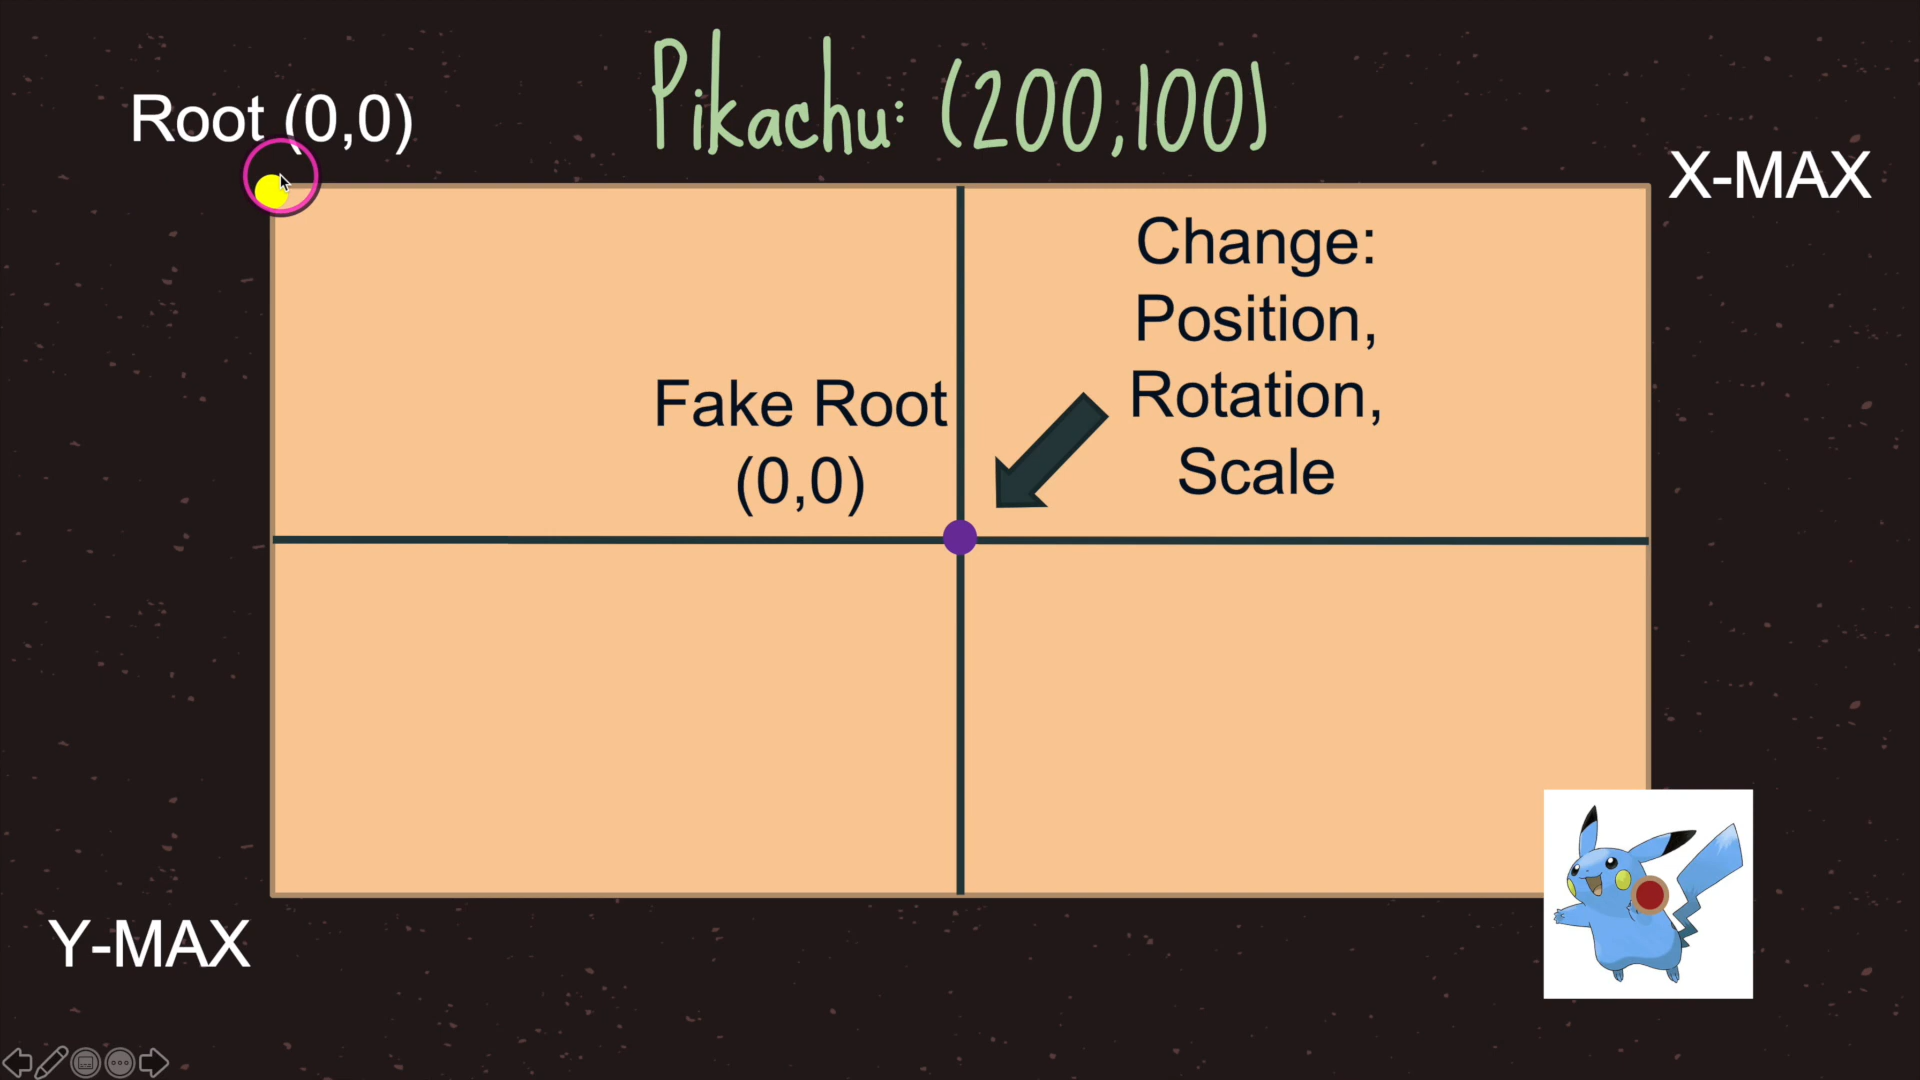 Pikachu: (200,100)
Root (0,0)
X-MAX
Change:
Position,
Rotation,
Scale
Fake Root
(0,0)
Y-MAX